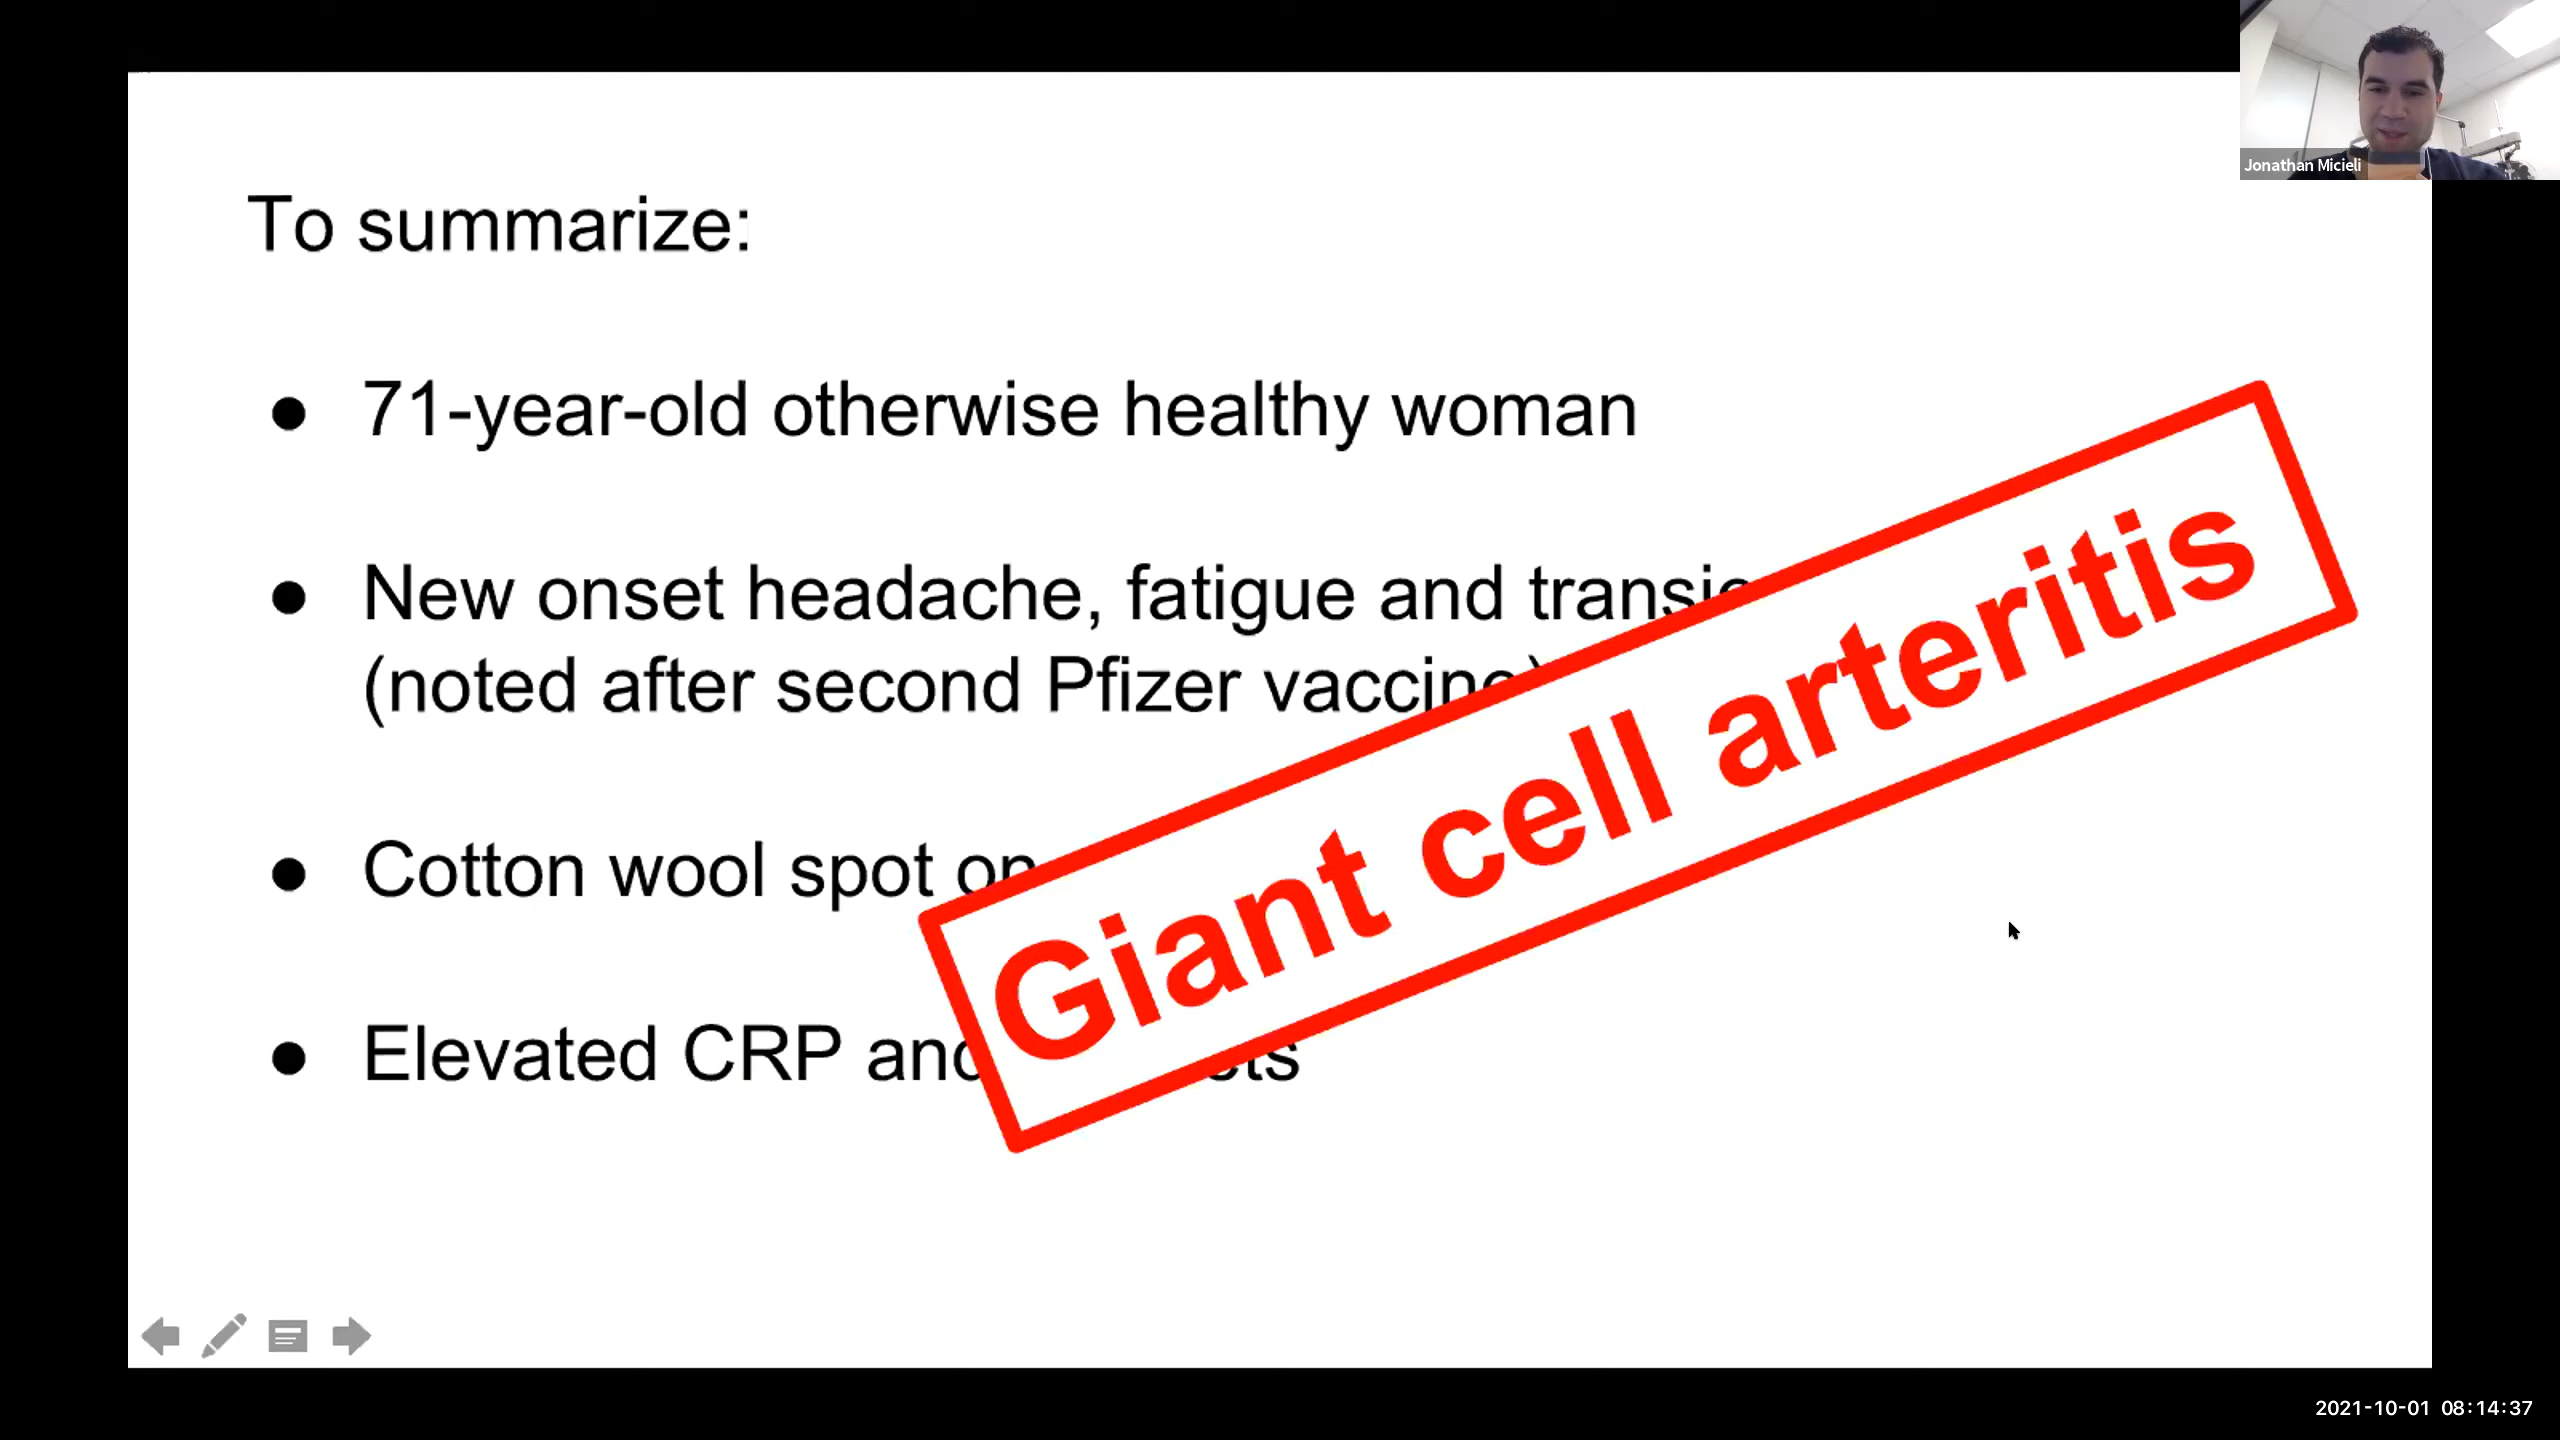 Jonathan Micieli
To summarize:
● 71-year-old otherwise healthy woman
● New onset headache, fatigue and
(noted after second Pfizer vaccine)
● Cotton wool spot on
● Elevated CRP and
Giant cell arteritis
2021-10-01 08:14:37